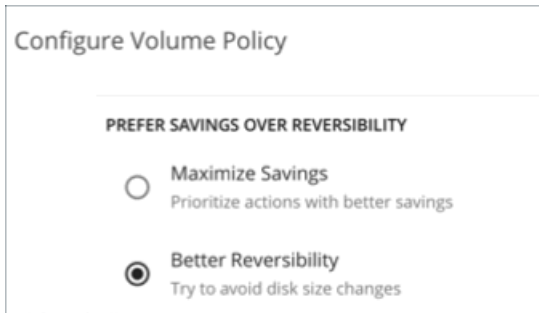 Configure Volume Policy
PREFER SAVINGS OVER REVERSIBILITY
Maximize Savings
Prioritize actions with better savings
Better Reversibility
Try to avoid disk size changes